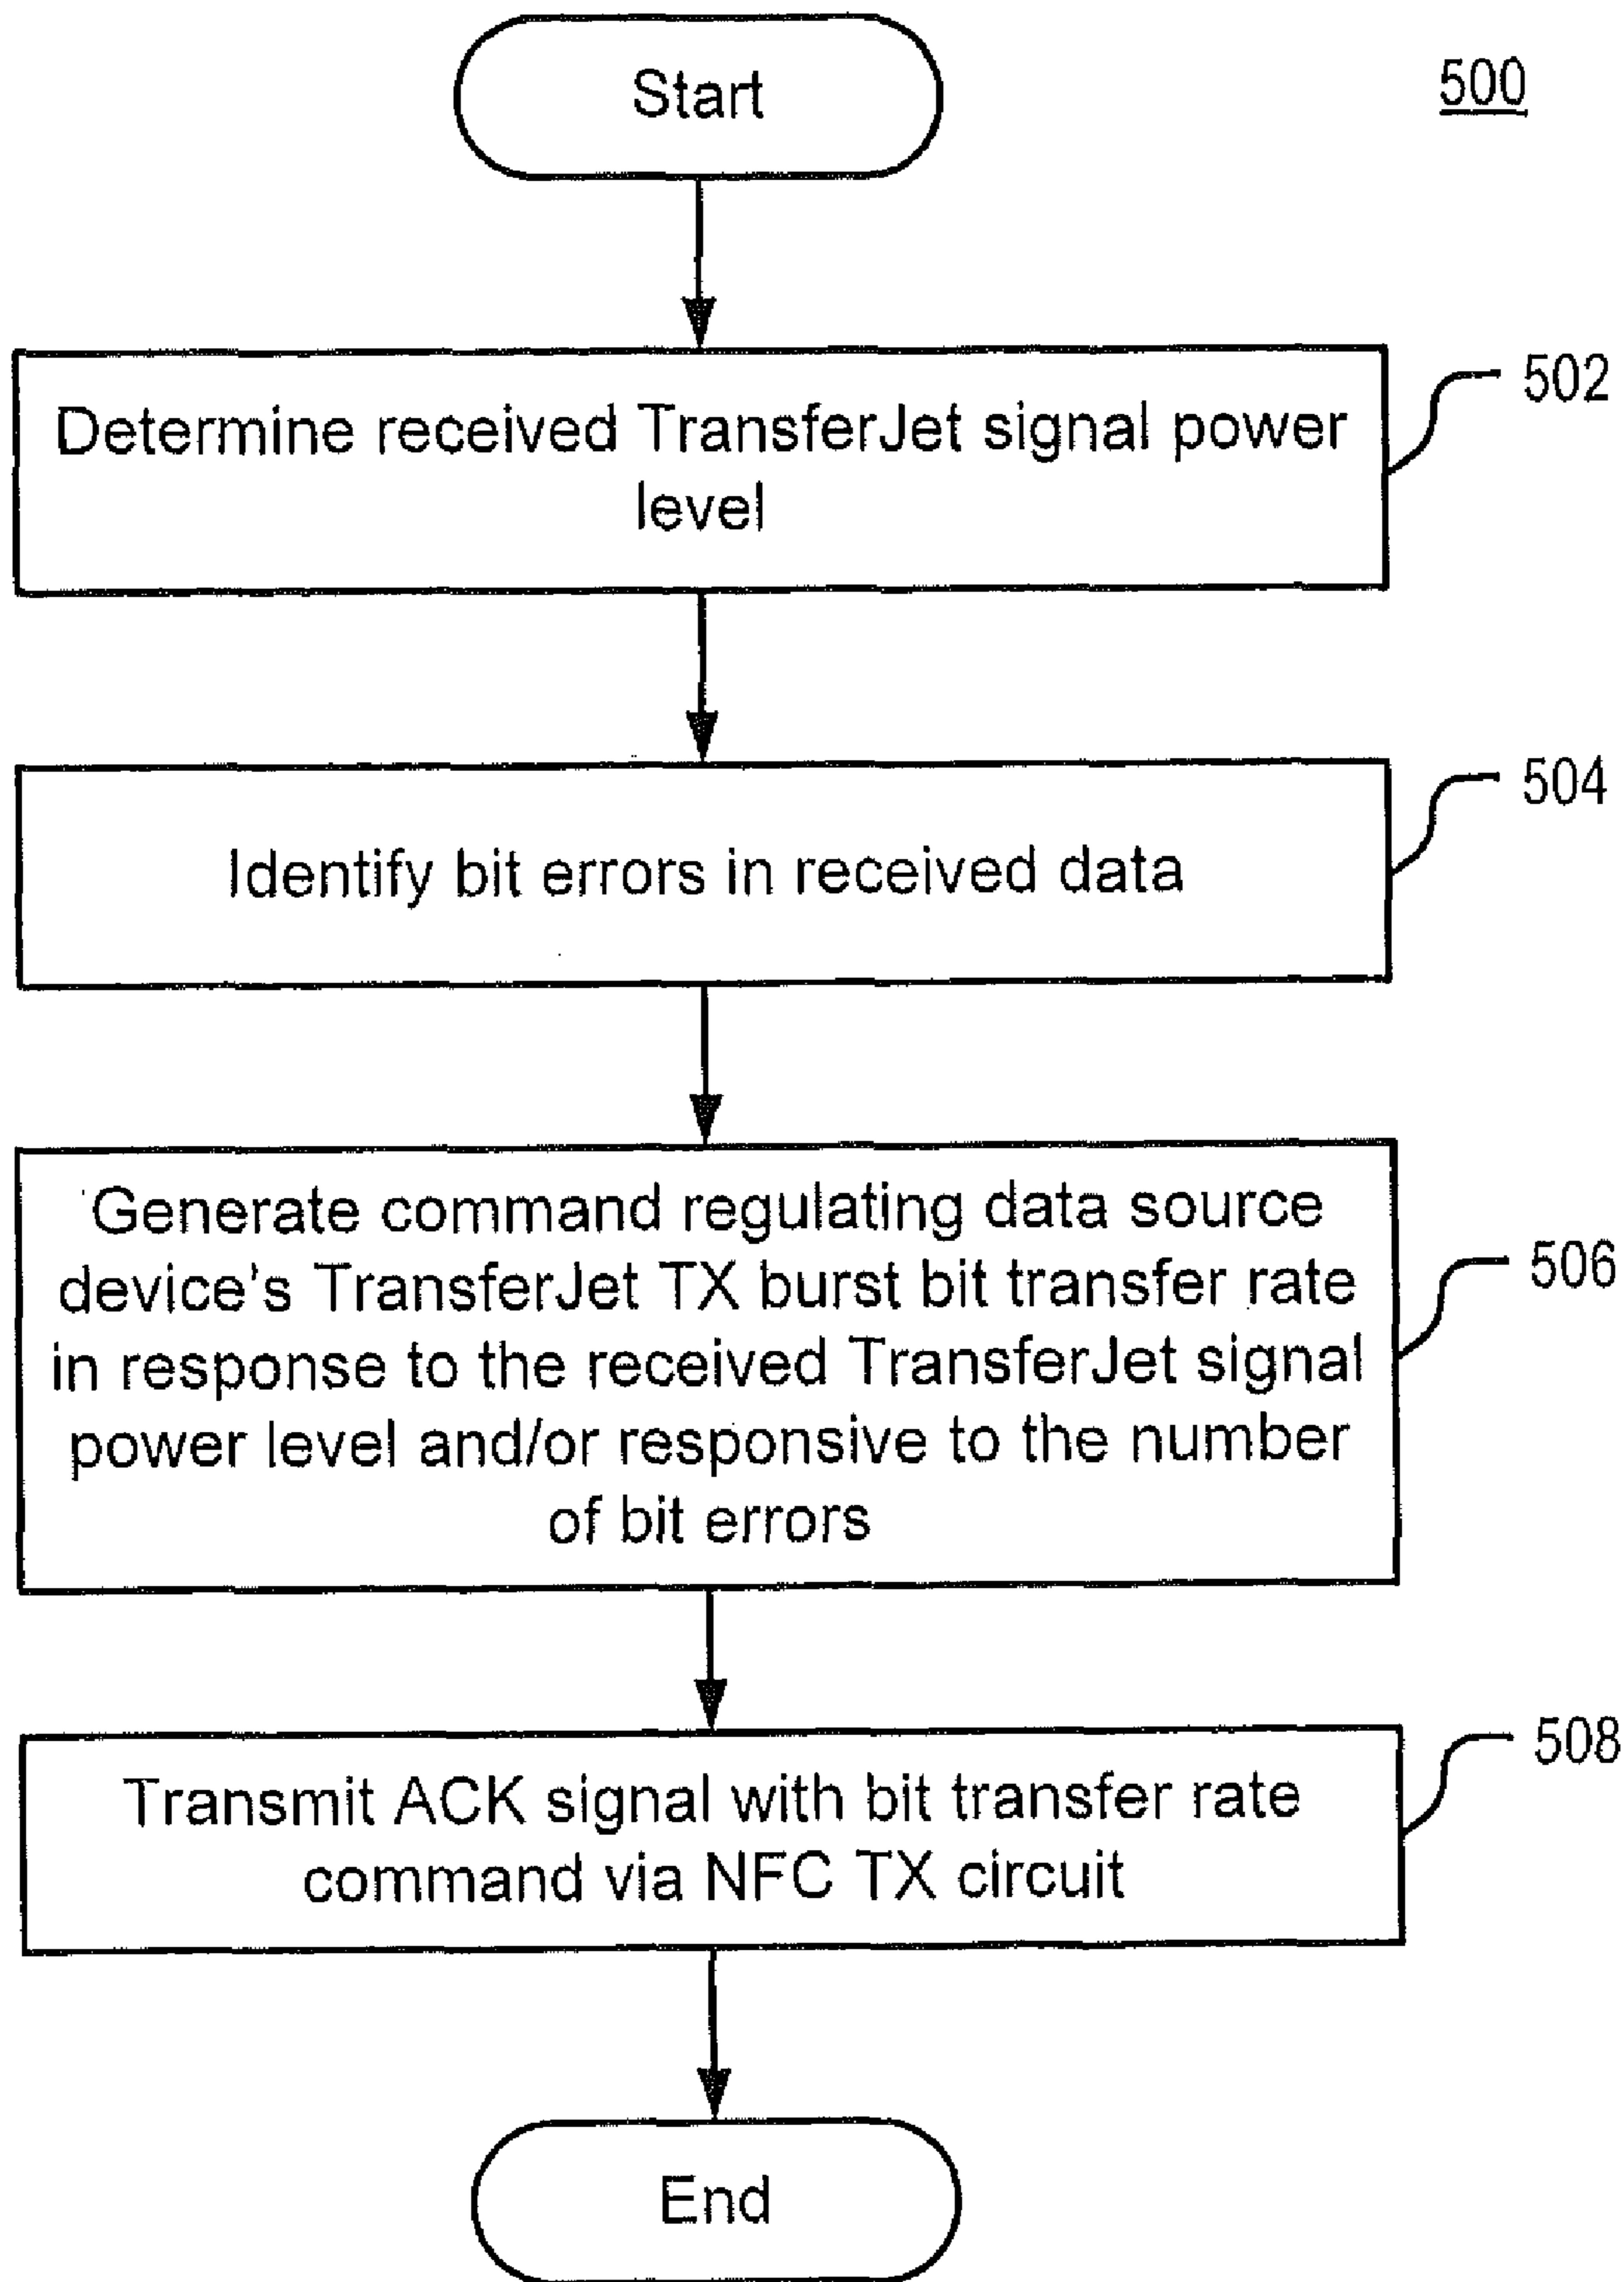 Start
500
Determine received TransferJet signal power
level
502
Identify bit errors in received data
504
Generate command regulating data source
device's TransferJet TX burst bit transfer rate
in response to the received TransferJet signal
power level and/or responsive to the number
of bit errors
506
Transmit ACK signal with bit transfer rate
command via NFC TX circuit
508
End